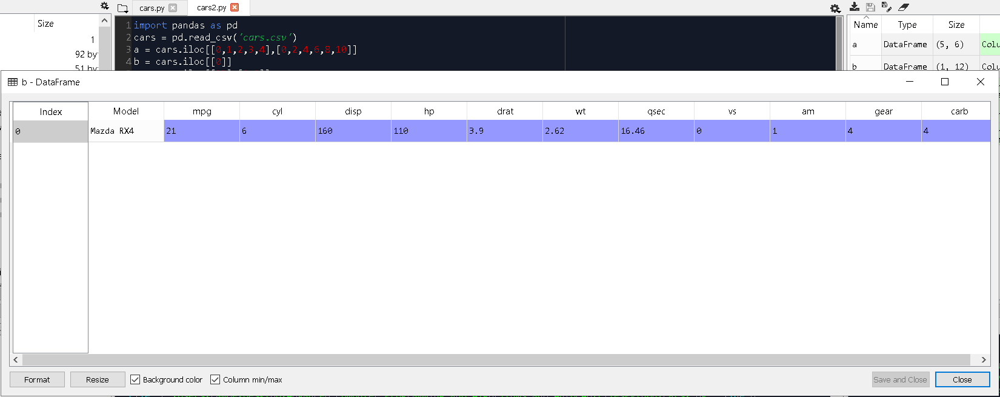 cars.py cars2.py
Size
1
92 by
51 by
1 import pandas as pd
2 cars = pd.read_csv('cars.csv')
3 a = cars.iloc[[0,1,2,3,4],[0,2,4,6,8,10]]
4 b = cars.iloc[[0]]
Name Type Size
a DataFrame (5, 6) Colu
b DataFrame (1, 12) Colu
b - DataFrame
Index Model mpg cyl disp hp drat wt qsec vs am gear carb
0 Mazda RX4 21 6 160 110 3.9 2.62 16.46 0 1 4 4
Format Resize Background color Column min/max Save and Close Close